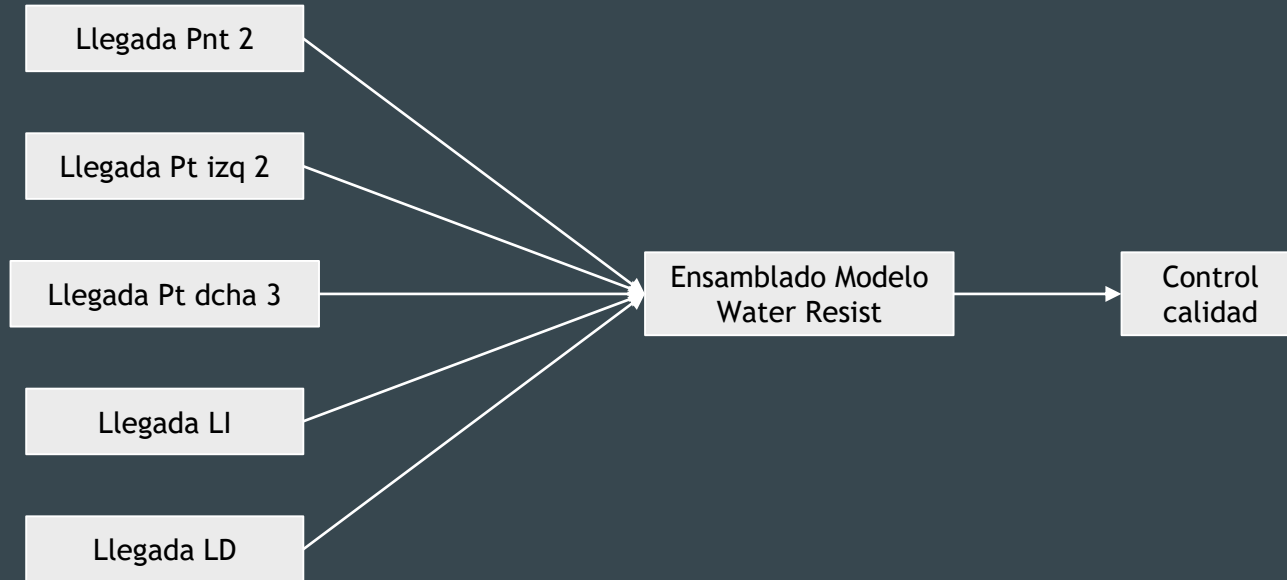 Llegada Pnt 2
Llegada Pt izq 2
Llegada Pt dcha 3
Llegada LI
Llegada LD
Ensamblado Modelo
Water Resist
Control
calidad